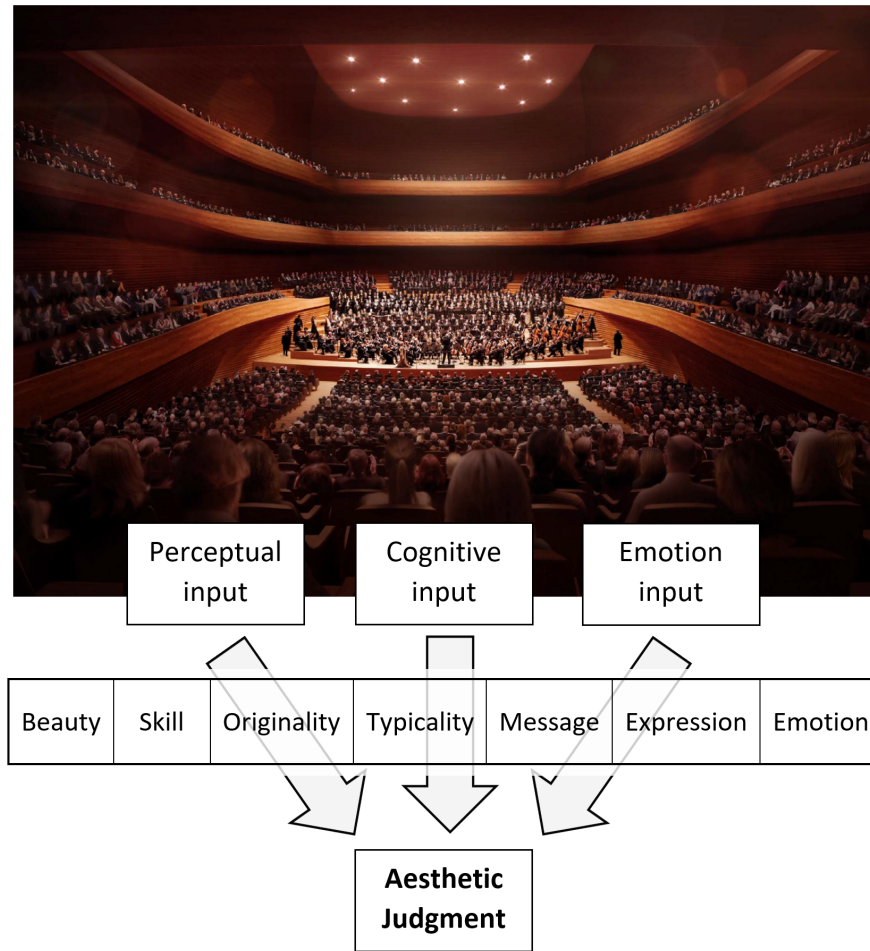 Perceptual
input
Cognitive
input
Emotion
input
Beauty
Skill
Originality
Typicality
Message
Expression
Emotion
Aesthetic
Judgment